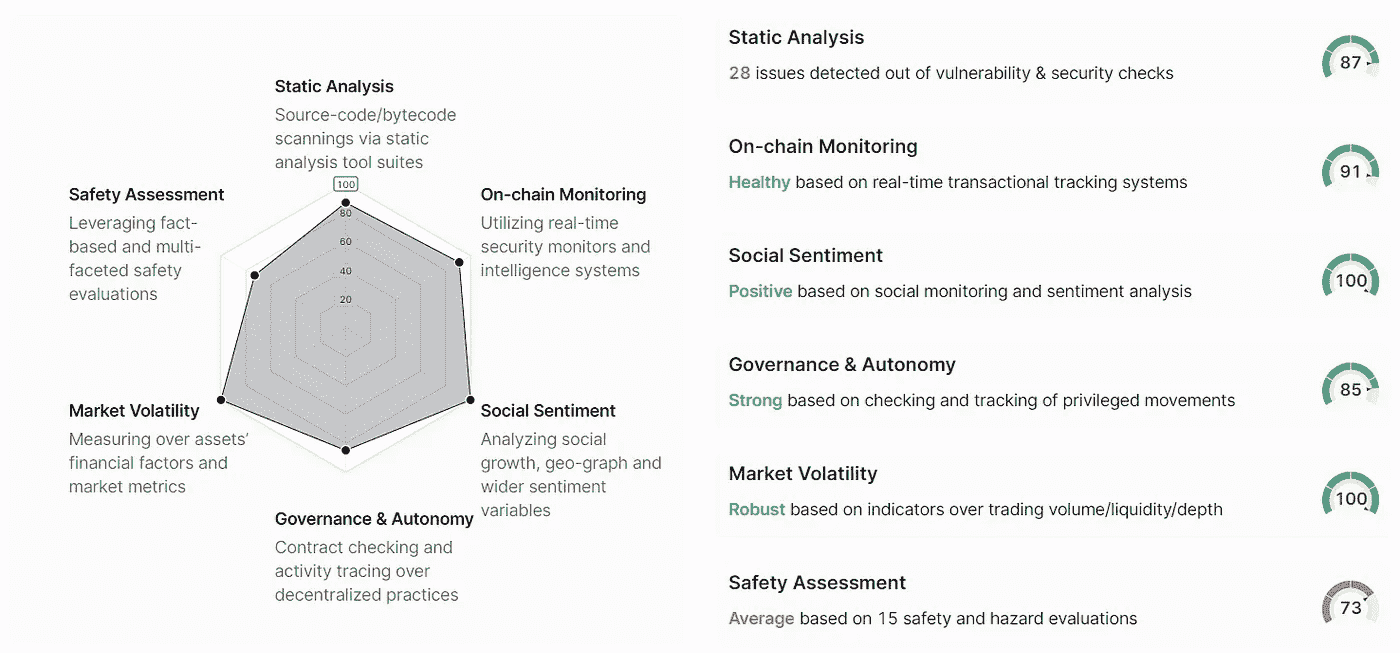 Static Analysis
Source-code/bytecode
scannings via static
analysis tool suites
100
80
60
40
20
Safety Assessment
Leveraging fact-
based and multi-
faceted safety
evaluations
On-chain Monitoring
Utilizing real-time
security monitors and
intelligence systems
Market Volatility
Measuring over assets'
financial factors and
market metrics
Social Sentiment
Analyzing social
growth, geo-graph and
wider sentiment
variables
Governance & Autonomy
Contract checking and
activity tracing over
decentralized practices
Static Analysis
28 issues detected out of vulnerability & security checks
87
On-chain Monitoring
Healthy based on real-time transactional tracking systems
91
Social Sentiment
Positive based on social monitoring and sentiment analysis
100
Governance & Autonomy
Strong based on checking and tracking of privileged movements
85
Market Volatility
Robust based on indicators over trading volume/liquidity/depth
100
Safety Assessment
Average based on 15 safety and hazard evaluations
73